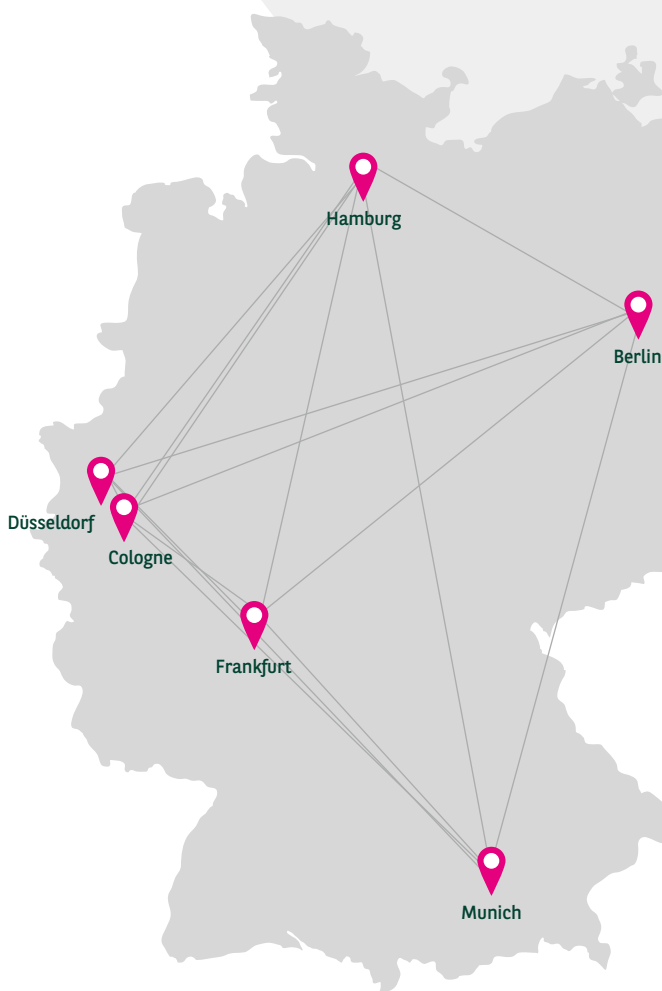 Hamburg
Berlin
Düsseldorf
Cologne
Frankfurt
Munich